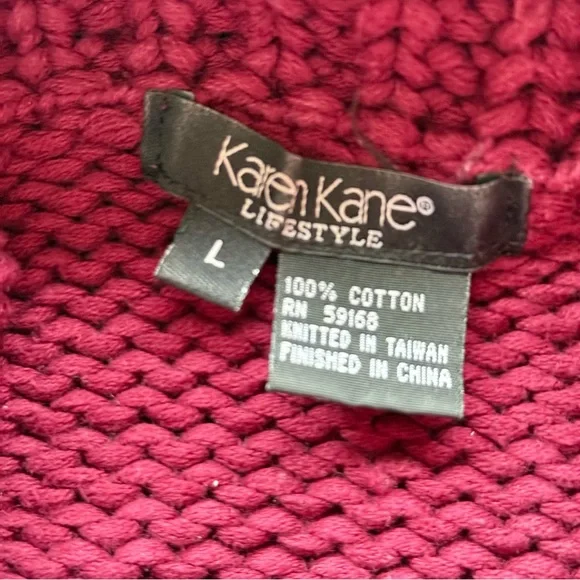 Karen Kane®
LIFESTYLE
L
100% COTTON
RN 59168
KNITTED IN TAIWAN
FINISHED IN CHINA